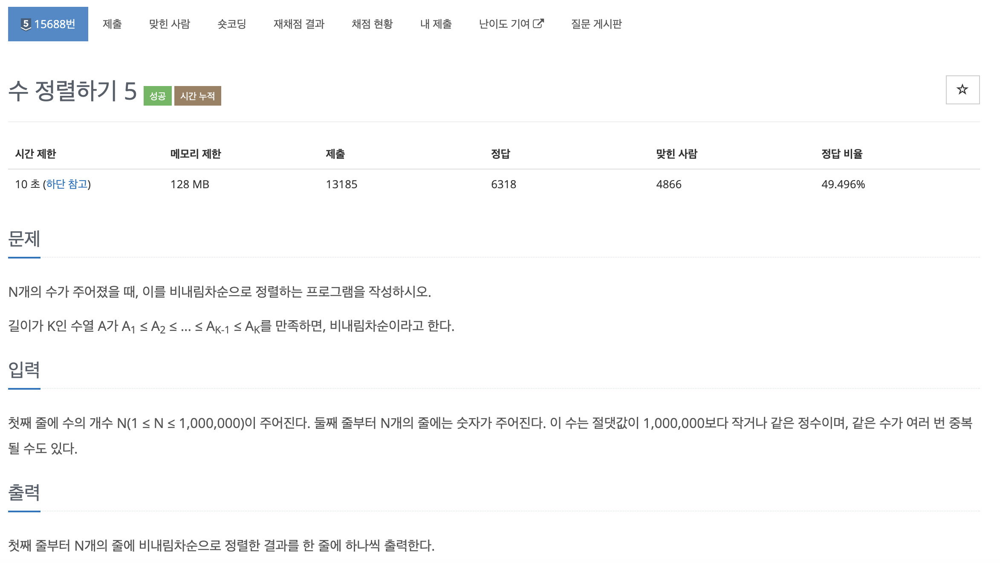 5 15688번 제출 맞힌 사람 숏코딩 재채점 결과 채점 현황 내 제출 난이도 기여 질문 게시판
수 정렬하기 5 성공 시간 누적
시간 제한 메모리 제한 제출 정답 맞힌 사람 정답 비율
10 초 (하단 참고) 128 MB 13185 6318 4866 49.496%
문제
N개의 수가 주어졌을 때, 이를 비내림차순으로 정렬하는 프로그램을 작성하시오.
길이가 K인 수열 A가 A1 ≤ A2 ≤ ... ≤ AK-1 ≤ AK를 만족하면, 비내림차순이라고 한다.
입력
첫째 줄에 수의 개수 N(1 ≤ N ≤ 1,000,000)이 주어진다. 둘째 줄부터 N개의 줄에는 숫자가 주어진다. 이 수는 절댓값이 1,000,000보다 작거나 같은 정수이며, 같은 수가 여러 번 중복
될 수도 있다.
출력
첫째 줄부터 N개의 줄에 비내림차순으로 정렬한 결과를 한 줄에 하나씩 출력한다.